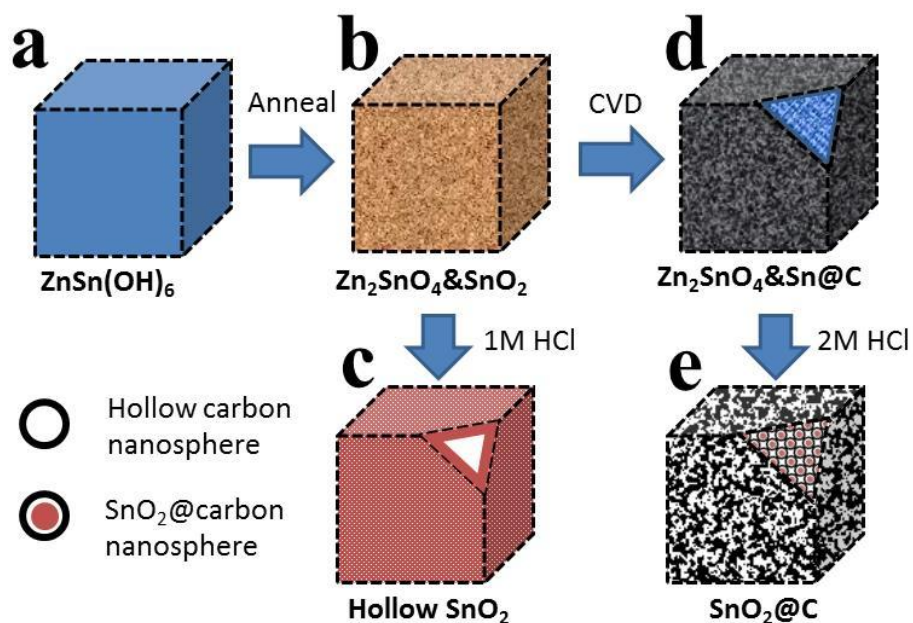 a
b
d
Anneal
CVD
ZnSn(OH)₆
Zn₂SnO₄&SnO₂
Zn₂SnO₄&Sn@C
1M HCl
2M HCl
c
e
Hollow carbon
nanosphere
SnO₂@carbon
nanosphere
Hollow SnO₂
SnO₂@C